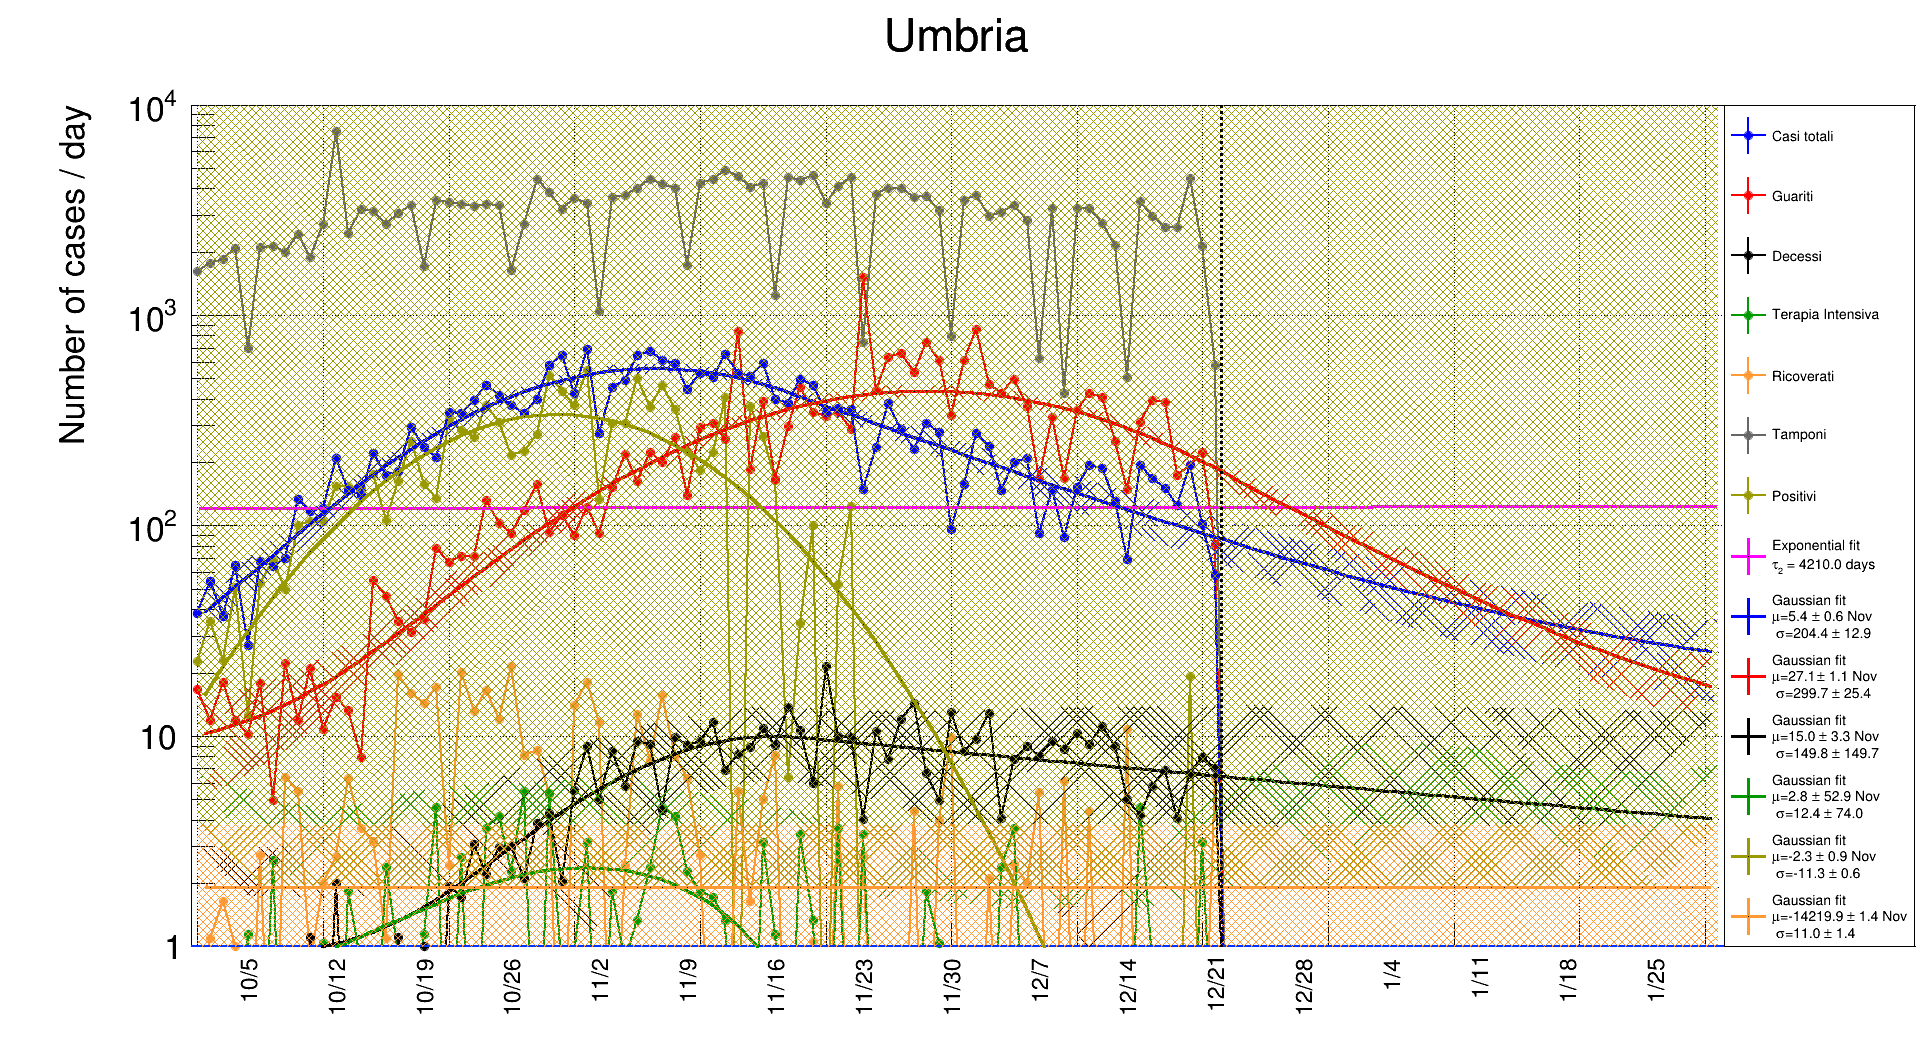 Umbria
Number of cases / day
10⁴
10³
10²
10
1
10/5
10/12
10/19
10/26
11/2
11/9
11/16
11/23
11/30
12/7
12/14
12/21
12/28
1/4
1/11
1/18
1/25
Casi totali
Guariti
Decessi
Terapia Intensiva
Ricoverati
Tamponi
Positivi
Exponential fit
τ₂ = 4210.0 days
Gaussian fit
μ=5.4 ± 0.6 Nov
σ=204.4 ± 12.9
Gaussian fit
μ=27.1 ± 1.1 Nov
σ=299.7 ± 25.4
Gaussian fit
μ=15.0 ± 3.3 Nov
σ=149.8 ± 149.7
Gaussian fit
μ=2.8 ± 52.9 Nov
σ=12.4 ± 74.0
Gaussian fit
μ=-2.3 ± 0.9 Nov
σ=-11.3 ± 0.6
Gaussian fit
μ=-14219.9 ± 1.4 Nov
σ=11.0 ± 1.4